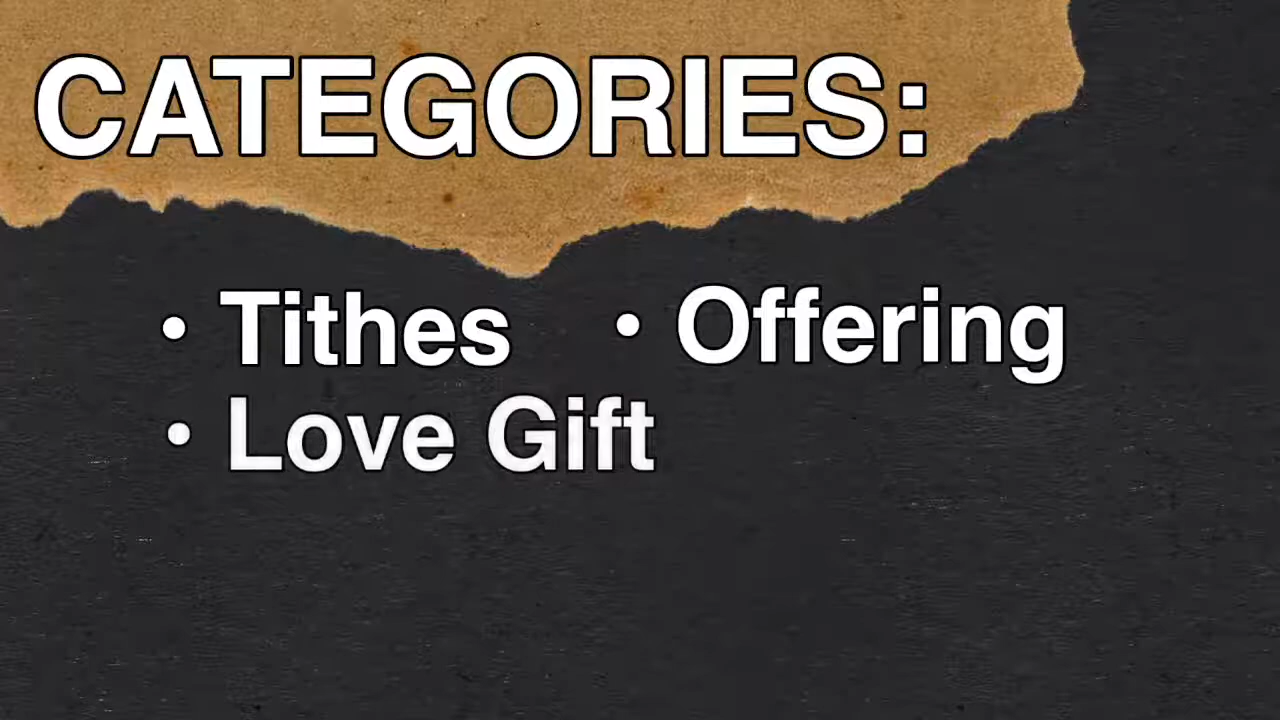 CATEGORIES:
• Tithes • Offering
• Love Gift